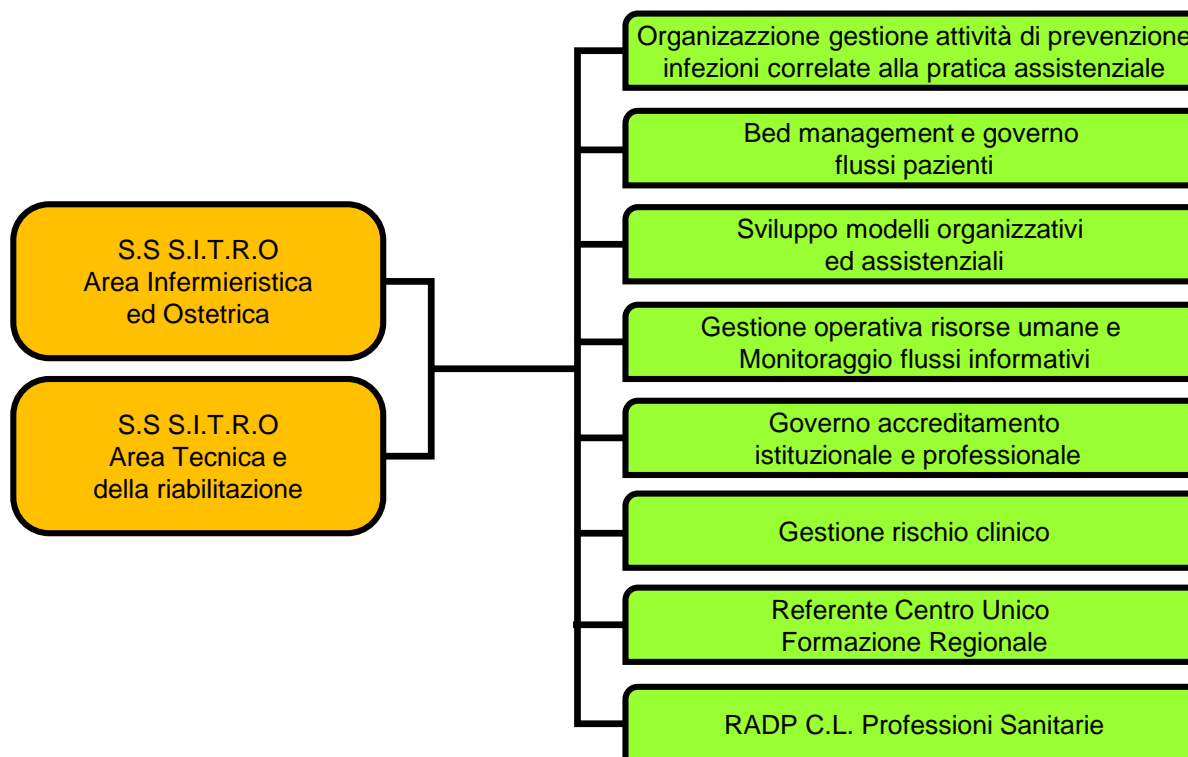 Organizazzione gestione attività di prevenzione
infezioni correlate alla pratica assistenziale
Bed management e governo
flussi pazienti
S.S S.I.T.R.O
Area Infermieristica
ed Ostetrica
Sviluppo modelli organizzativi
ed assistenziali
Gestione operativa risorse umane e
Monitoraggio flussi informativi
S.S S.I.T.R.O
Area Tecnica e
della riabilitazione
Governo accreditamento
istituzionale e professionale
Gestione rischio clinico
Referente Centro Unico
Formazione Regionale
RADP C.L. Professioni Sanitarie